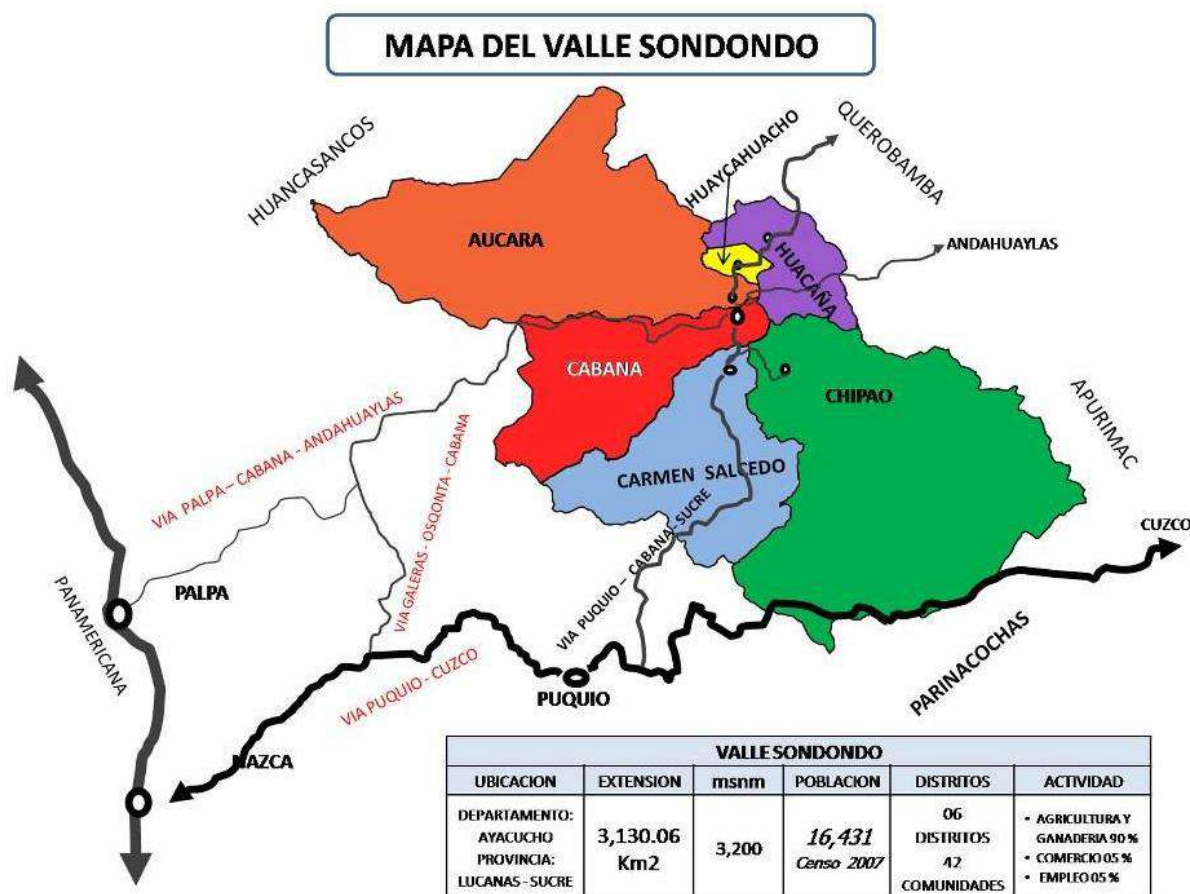 MAPA DEL VALLE SONDONDO
HUANCASANCOS
HUAYCAHUACHO
QUEROBAMBA
AUCARA
ANDAHUAYLAS
HUACAÑA
CABANA
CHIPAO
APURIMAC
VIA PALPA – CABANA - ANDAHUAYLAS
VIA GALERAS - OSQONTA - CABANA
CARMEN SALCEDO
VIA PUQUIO – CABANA - SUCRE
CUZCO
PALPA
PANAMERICANA
VIA PUQUIO - CUZCO
PUQUIO
PARINACOCHAS
NAZCA
VALLE SONDONDO
UBICACION EXTENSION msnm POBLACION DISTRITOS ACTIVIDAD
DEPARTAMENTO:
AYACUCHO
PROVINCIA:
LUCANAS - SUCRE
3,130.06
Km2
3,200
16,431
Censo 2007
06
DISTRITOS
42
COMUNIDADES
• AGRICULTURA Y
GANADERIA 90 %
• COMERCIO 05 %
• EMPLEO 05 %